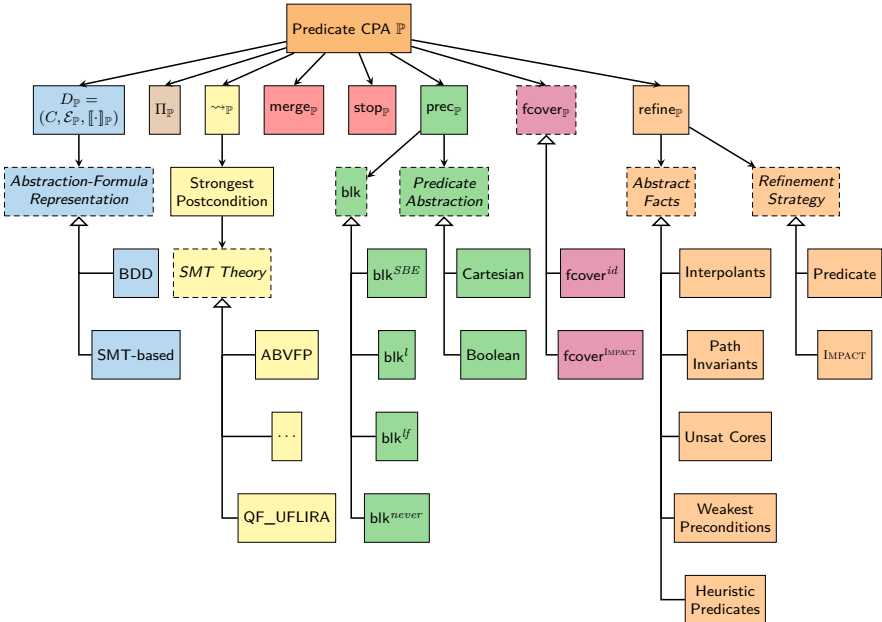 Predicate CPA ℙ
D_ℙ =
(C, ℰ_ℙ, ⟦·⟧_ℙ)
Π_ℙ
⇝_ℙ
merge_ℙ
stop_ℙ
prec_ℙ
fcover_ℙ
refine_ℙ
Abstraction-Formula
Representation
Strongest
Postcondition
blk
Predicate
Abstraction
Abstract
Facts
Refinement
Strategy
BDD
SMT Theory
blk^SBE
Cartesian
fcover^id
Interpolants
Predicate
SMT-based
ABVFP
blk^l
Boolean
fcover^IMPACT
Path
Invariants
IMPACT
···
blk^lf
Unsat Cores
QF_UFLIRA
blk^never
Weakest
Preconditions
Heuristic
Predicates